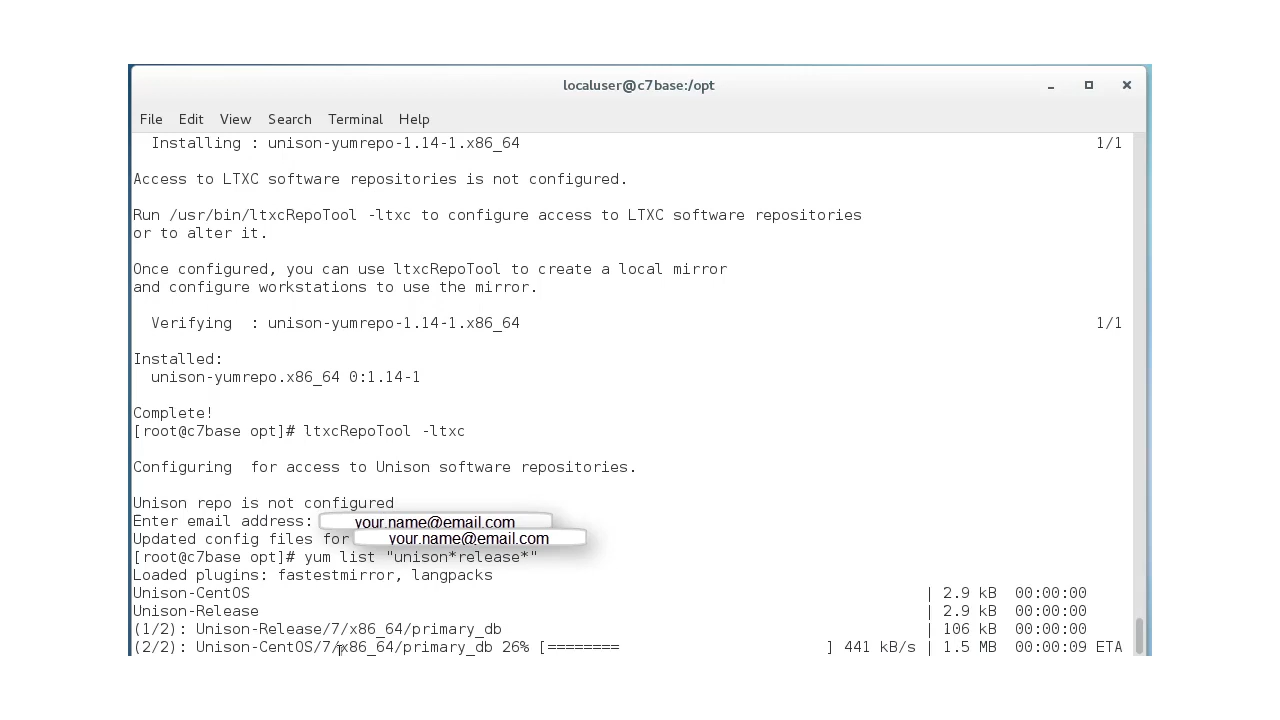 localuser@c7base:/opt
File Edit View Search Terminal Help
Installing : unison-yumrepo-1.14-1.x86_64 1/1
Access to LTXC software repositories is not configured.
Run /usr/bin/ltxcRepoTool -ltxc to configure access to LTXC software repositories
or to alter it.
Once configured, you can use ltxcRepoTool to create a local mirror
and configure workstations to use the mirror.
Verifying : unison-yumrepo-1.14-1.x86_64 1/1
Installed:
unison-yumrepo.x86_64 0:1.14-1
Complete!
[root@c7base opt]# ltxcRepoTool -ltxc
Configuring  for access to Unison software repositories.
Unison repo is not configured
Enter email address: your.name@email.com
Updated config files for your.name@email.com
[root@c7base opt]# yum list "unison*release*"
Loaded plugins: fastestmirror, langpacks
Unison-CentOS | 2.9 kB 00:00:00
Unison-Release | 2.9 kB 00:00:00
(1/2): Unison-Release/7/x86_64/primary_db | 106 kB 00:00:00
(2/2): Unison-CentOS/7/x86_64/primary_db 26% [======== ] 441 kB/s | 1.5 MB 00:00:09 ETA